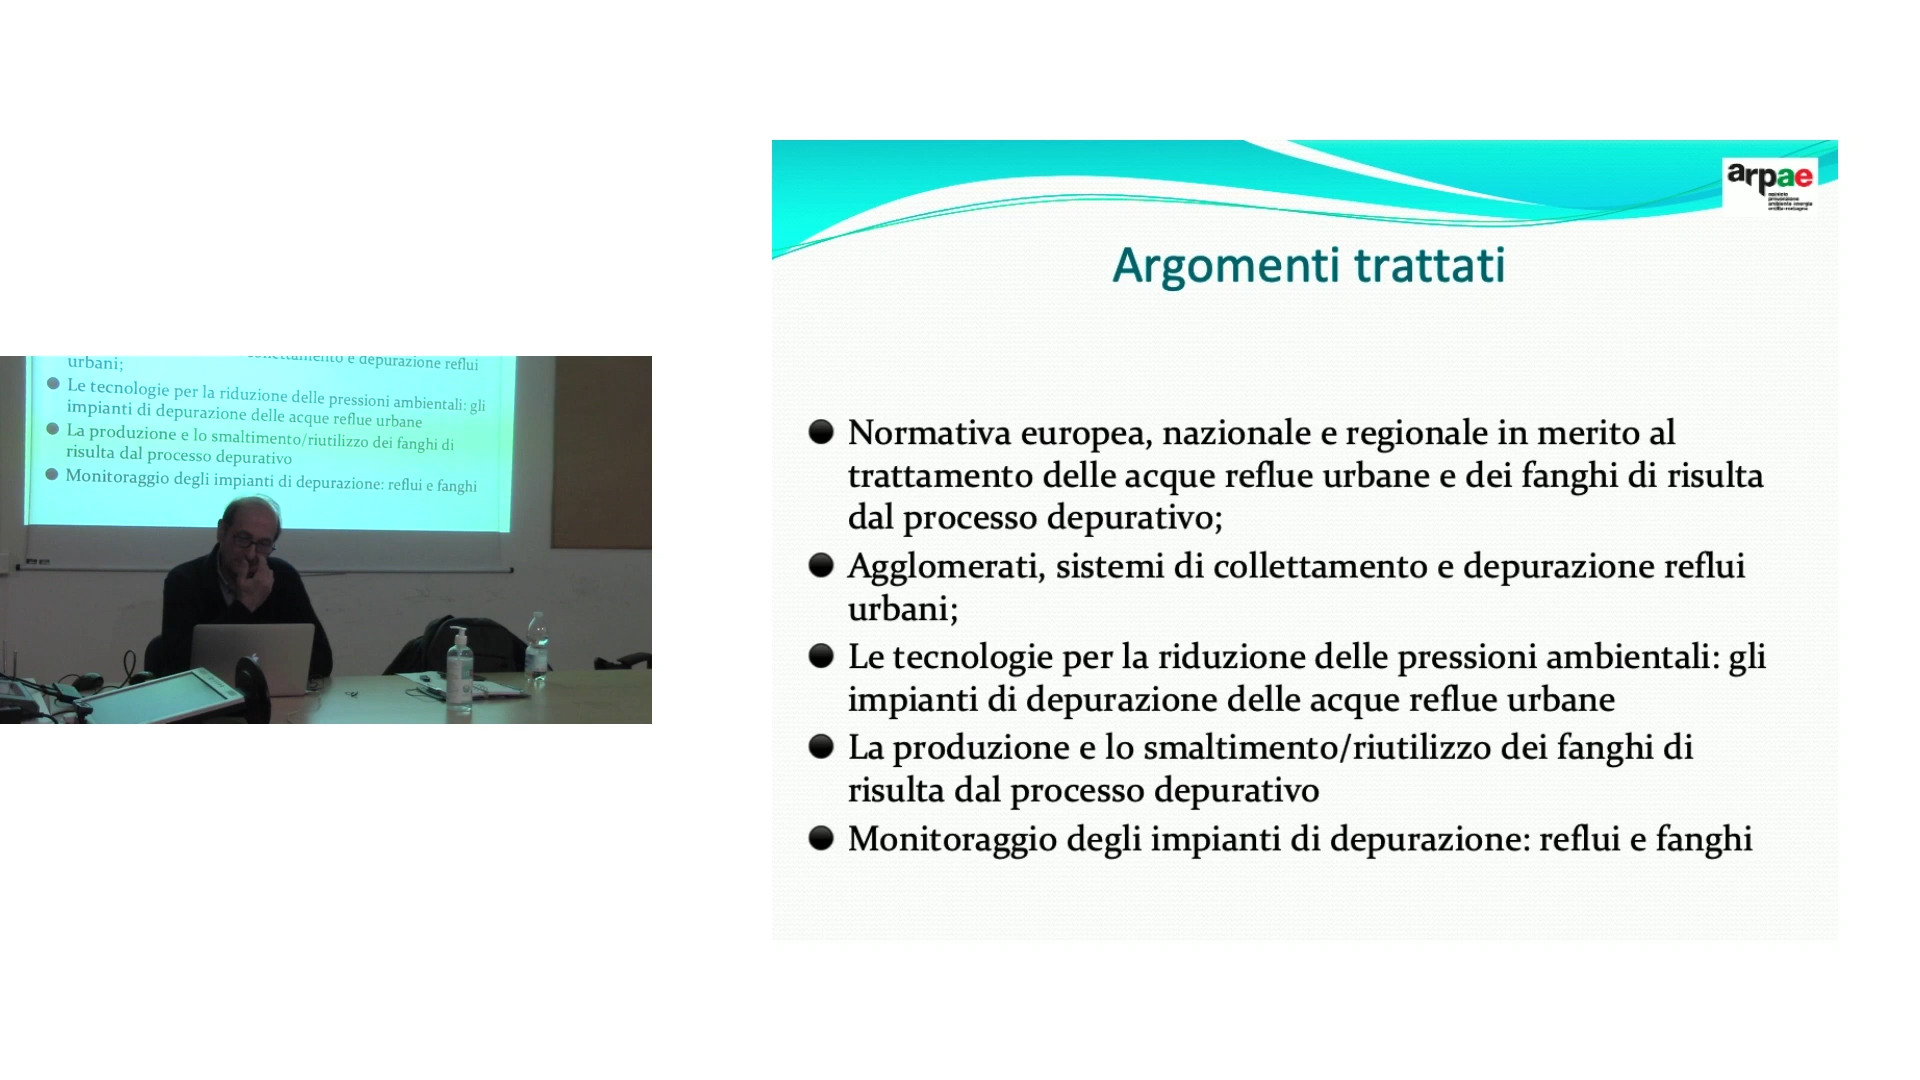 urbani;
Le tecnologie per la riduzione delle pressioni ambientali: gli
impianti di depurazione delle acque reflue urbane
La produzione e lo smaltimento/riutilizzo dei fanghi di
risulta dal processo depurativo
Monitoraggio degli impianti di depurazione: reflui e fanghi
arpae
Argomenti trattati
Normativa europea, nazionale e regionale in merito al
trattamento delle acque reflue urbane e dei fanghi di risulta
dal processo depurativo;
Agglomerati, sistemi di collettamento e depurazione reflui
urbani;
Le tecnologie per la riduzione delle pressioni ambientali: gli
impianti di depurazione delle acque reflue urbane
La produzione e lo smaltimento/riutilizzo dei fanghi di
risulta dal processo depurativo
Monitoraggio degli impianti di depurazione: reflui e fanghi